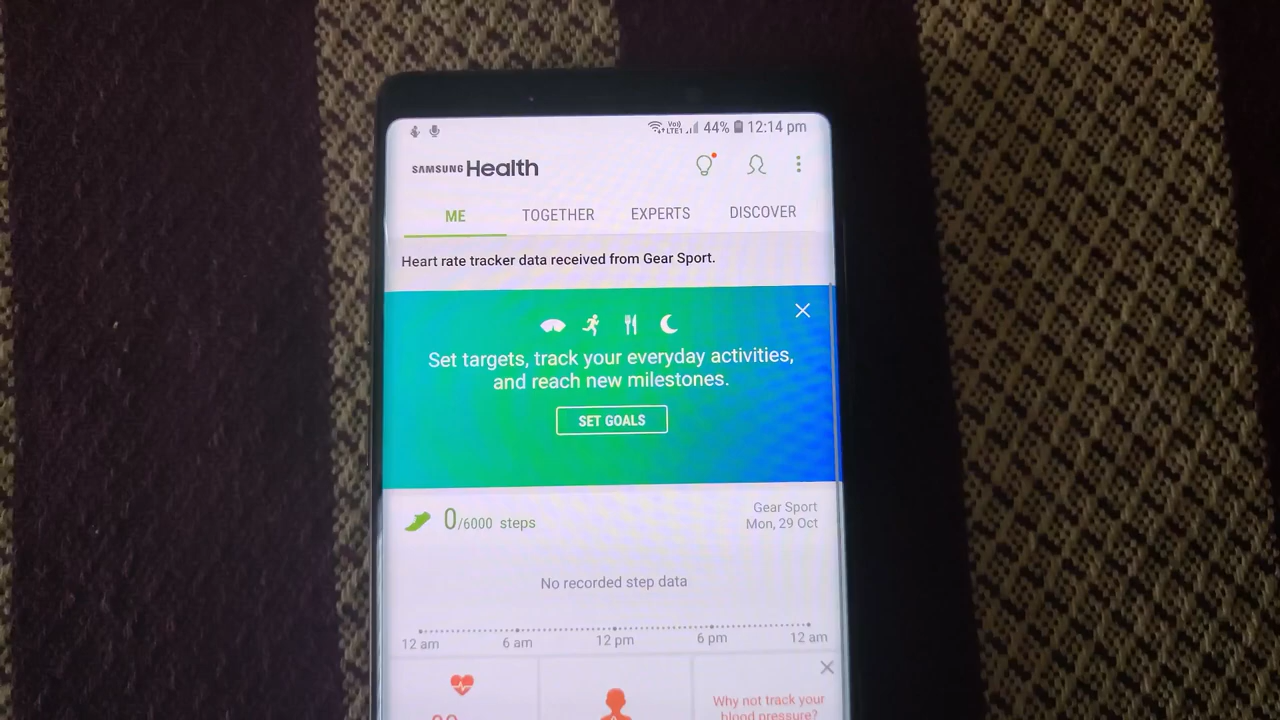 Vo))
LTE1 44% 12:14 pm
SAMSUNG Health
ME TOGETHER EXPERTS DISCOVER
Heart rate tracker data received from Gear Sport.
Set targets, track your everyday activities,
and reach new milestones.
SET GOALS
0/6000 steps
Gear Sport
Mon, 29 Oct
No recorded step data
12 am 6 am 12 pm 6 pm 12 am
Why not track your
blood pressure?